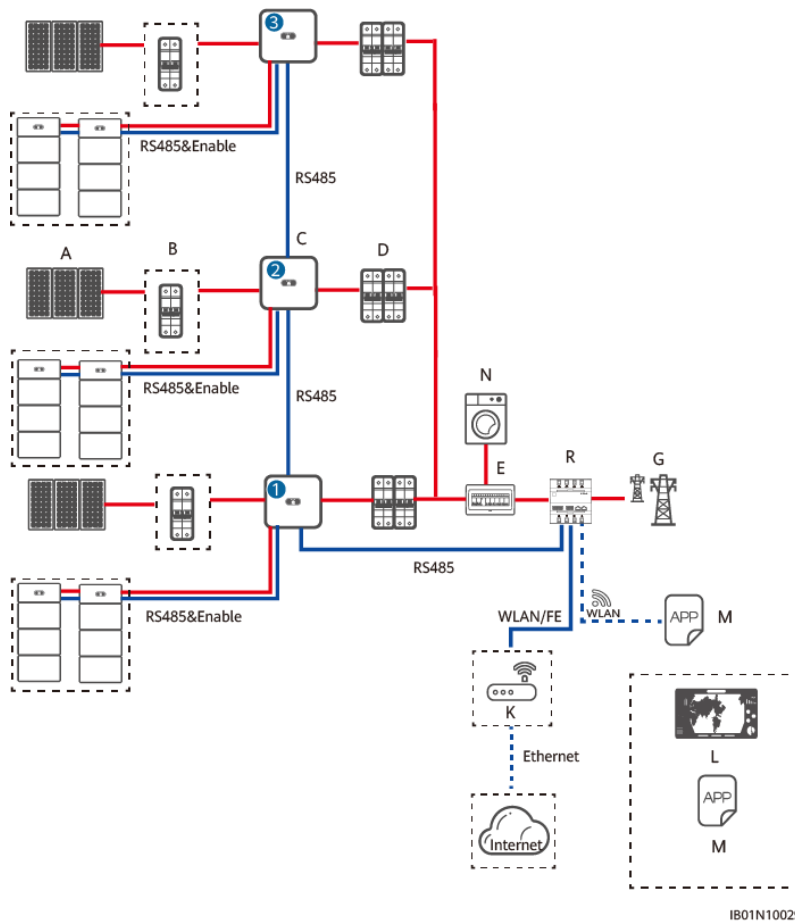 3
RS485&Enable
RS485
A
B
C
D
2
RS485&Enable
RS485
N
E
R
G
1
RS485
RS485&Enable
WLAN/FE
WLAN
APP
M
K
L
Ethernet
APP
M
Internet
IB01N1002